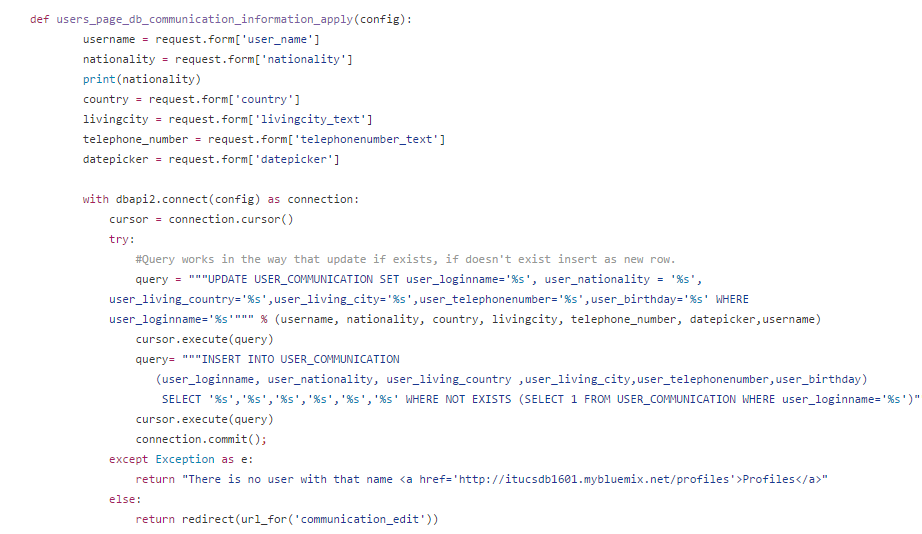 def users_page_db_communication_information_apply(config):
username = request.form['user_name']
nationality = request.form['nationality']
print(nationality)
country = request.form['country']
livingcity = request.form['livingcity_text']
telephone_number = request.form['telephonenumber_text']
datepicker = request.form['datepicker']
with dbapi2.connect(config) as connection:
cursor = connection.cursor()
try:
#Query works in the way that update if exists, if doesn't exist insert as new row.
query = """UPDATE USER_COMMUNICATION SET user_loginname='%s', user_nationality = '%s',
user_living_country='%s',user_living_city='%s',user_telephonenumber='%s',user_birthday='%s' WHERE
user_loginname='%s'""" % (username, nationality, country, livingcity, telephone_number, datepicker,username)
cursor.execute(query)
query= """INSERT INTO USER_COMMUNICATION
(user_loginname, user_nationality, user_living_country ,user_living_city,user_telephonenumber,user_birthday)
SELECT '%s','%s','%s','%s','%s','%s' WHERE NOT EXISTS (SELECT 1 FROM USER_COMMUNICATION WHERE user_loginname='%s')"
cursor.execute(query)
connection.commit();
except Exception as e:
return "There is no user with that name <a href='http://itucsdb1601.mybluemix.net/profiles'>Profiles</a>"
else:
return redirect(url_for('communication_edit'))